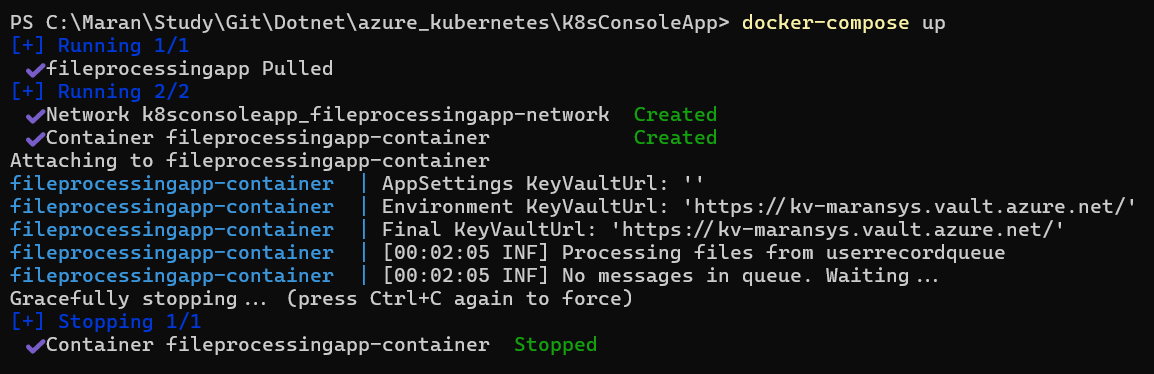 PS C:\Maran\Study\Git\Dotnet\azure_kubernetes\K8sConsoleApp> docker-compose up
[+] Running 1/1
✔fileprocessingapp Pulled
[+] Running 2/2
✔Network k8sconsoleapp_fileprocessingapp-network Created
✔Container fileprocessingapp-container Created
Attaching to fileprocessingapp-container
fileprocessingapp-container | AppSettings KeyVaultUrl: ''
fileprocessingapp-container | Environment KeyVaultUrl: 'https://kv-maransys.vault.azure.net/'
fileprocessingapp-container | Final KeyVaultUrl: 'https://kv-maransys.vault.azure.net/'
fileprocessingapp-container | [00:02:05 INF] Processing files from userrecordqueue
fileprocessingapp-container | [00:02:05 INF] No messages in queue. Waiting...
Gracefully stopping... (press Ctrl+C again to force)
[+] Stopping 1/1
✔Container fileprocessingapp-container Stopped